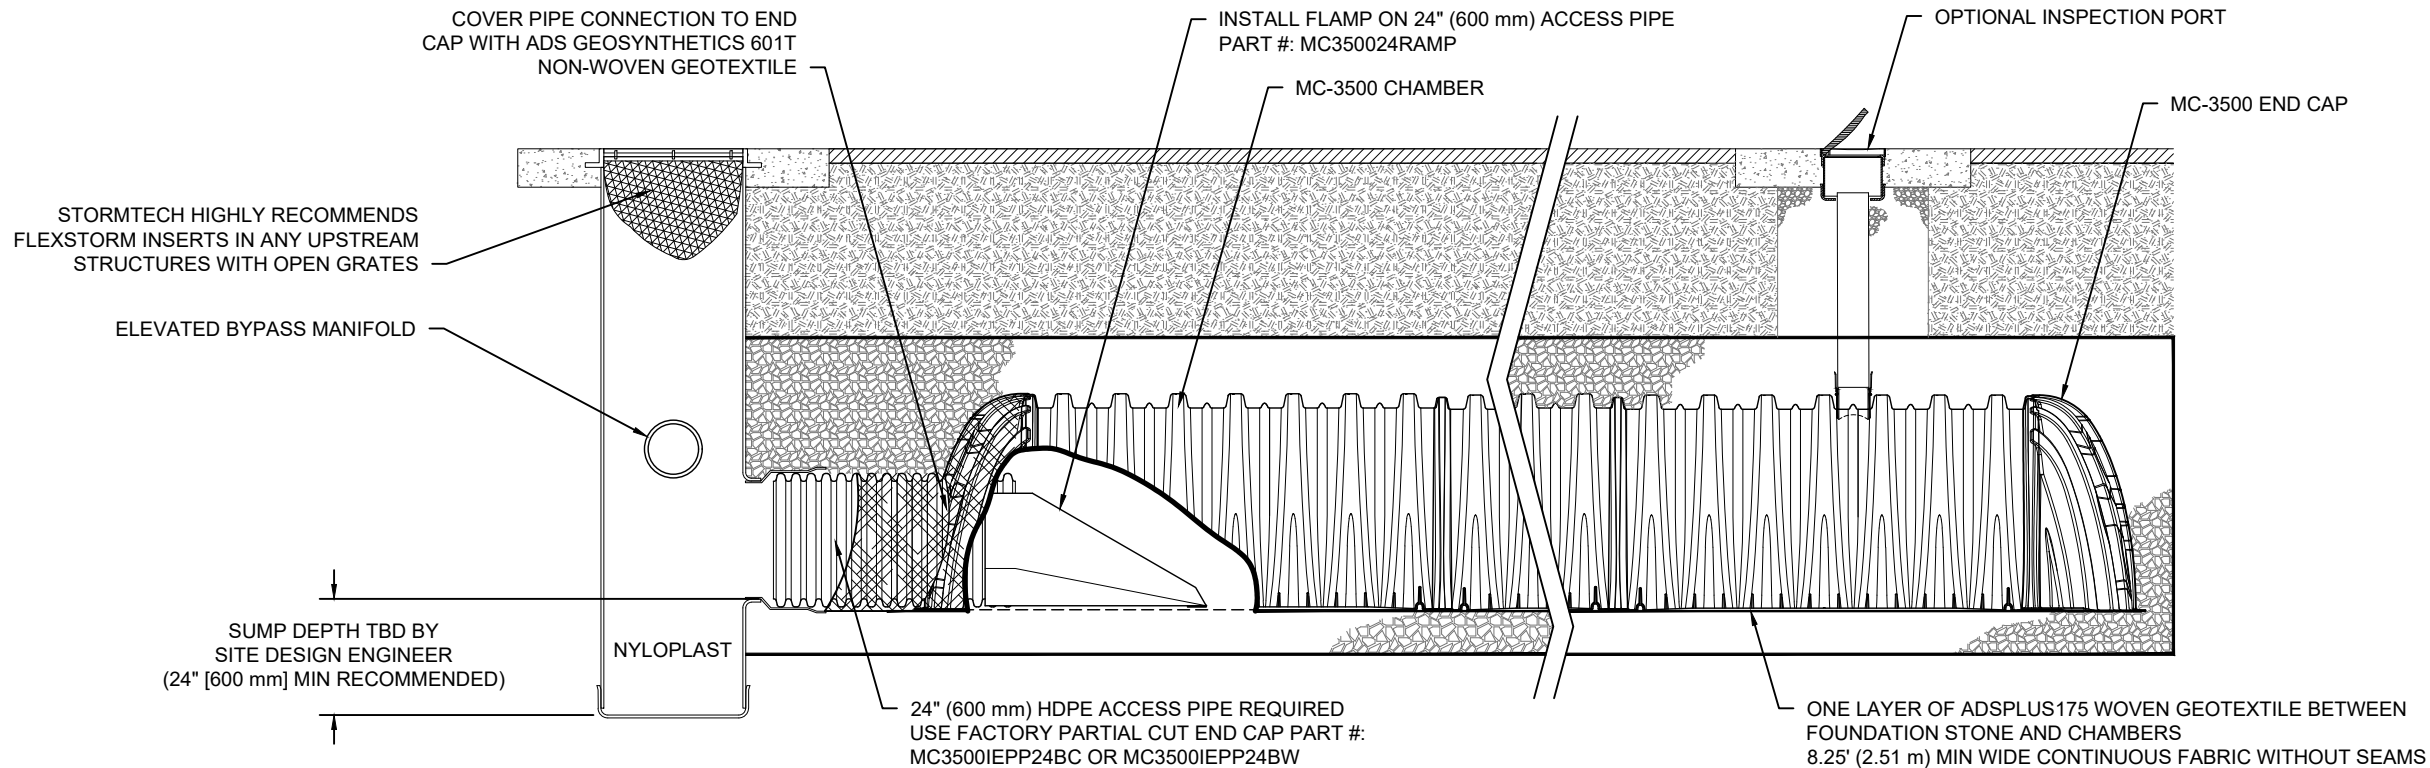 COVER PIPE CONNECTION TO END
CAP WITH ADS GEOSYNTHETICS 601T
NON-WOVEN GEOTEXTILE
INSTALL FLAMP ON 24" (600 mm) ACCESS PIPE
PART #: MC350024RAMP
MC-3500 CHAMBER
OPTIONAL INSPECTION PORT
MC-3500 END CAP
STORMTECH HIGHLY RECOMMENDS
FLEXSTORM INSERTS IN ANY UPSTREAM
STRUCTURES WITH OPEN GRATES
ELEVATED BYPASS MANIFOLD
SUMP DEPTH TBD BY
SITE DESIGN ENGINEER
(24" [600 mm] MIN RECOMMENDED)
NYLOPLAST
24" (600 mm) HDPE ACCESS PIPE REQUIRED
USE FACTORY PARTIAL CUT END CAP PART #:
MC3500IEPP24BC OR MC3500IEPP24BW
ONE LAYER OF ADSPLUS175 WOVEN GEOTEXTILE BETWEEN
FOUNDATION STONE AND CHAMBERS
8.25' (2.51 m) MIN WIDE CONTINUOUS FABRIC WITHOUT SEAMS